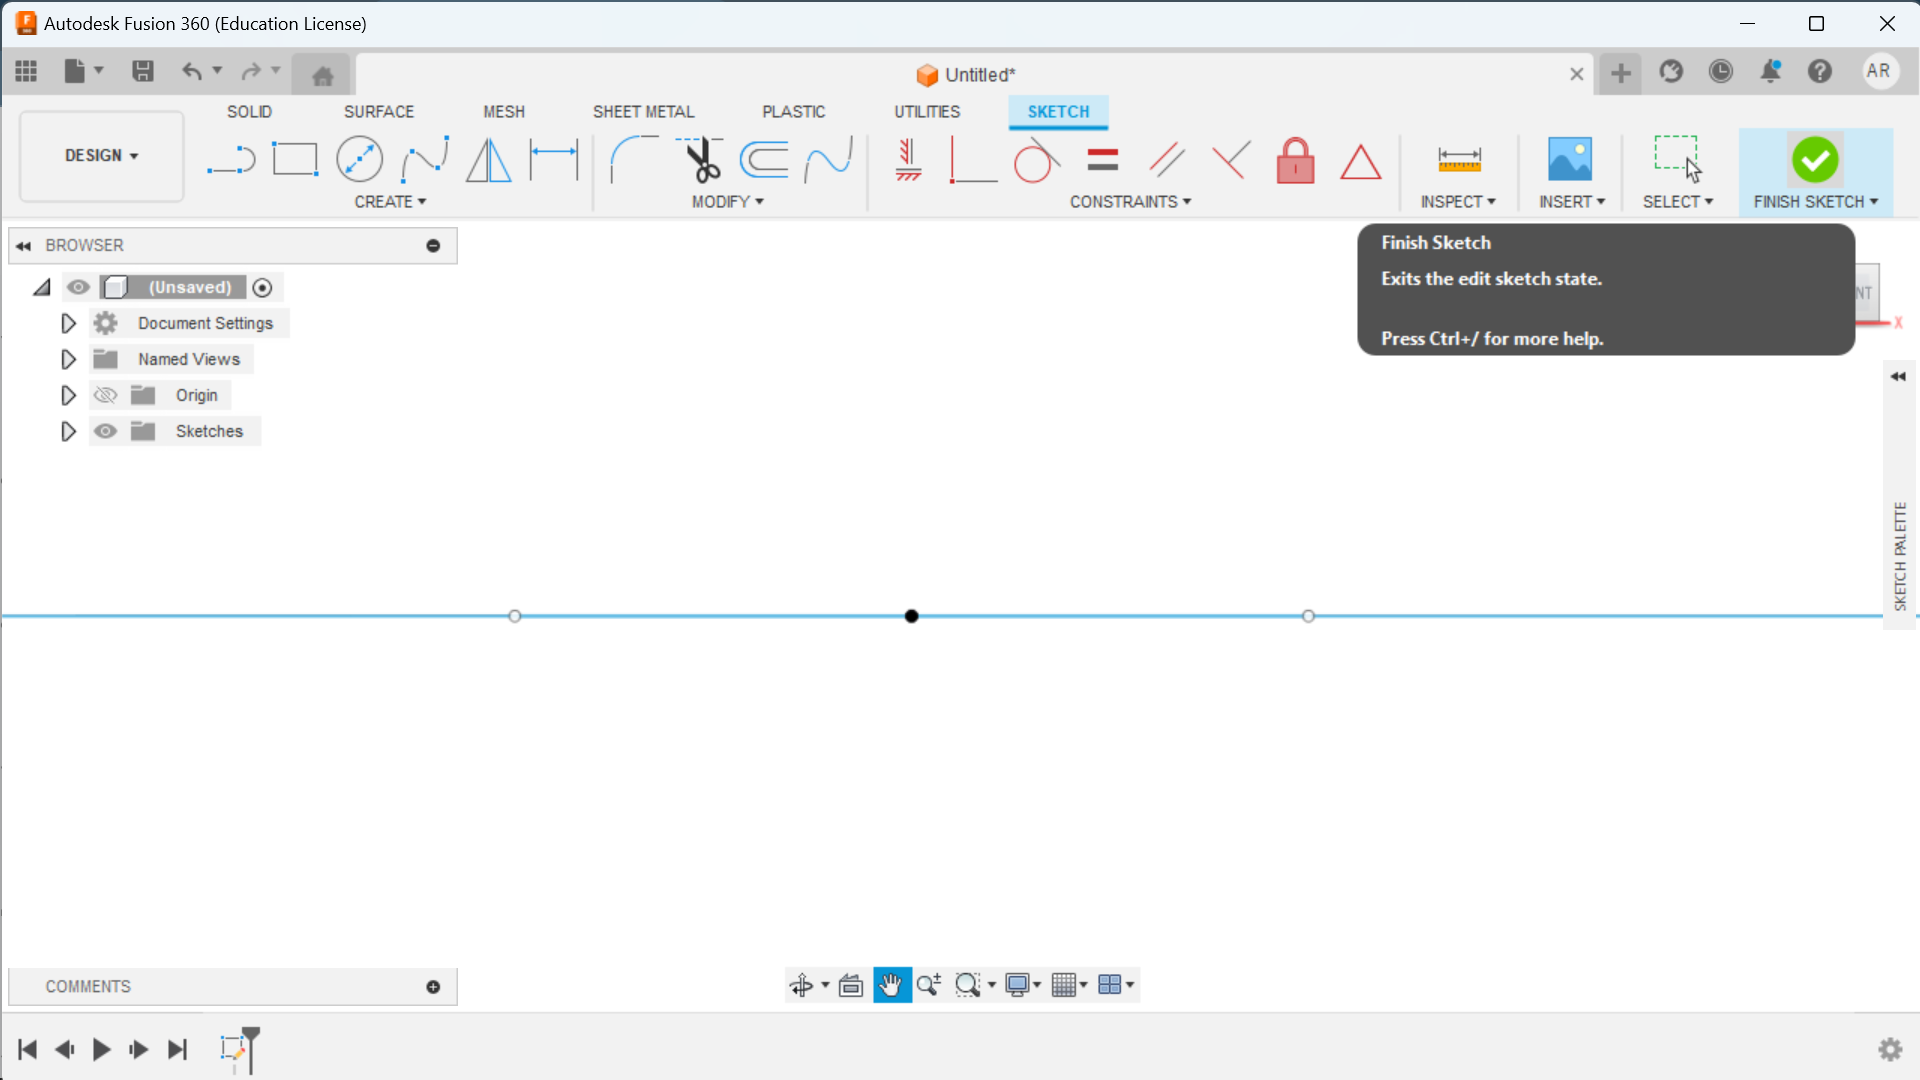 Autodesk Fusion 360 (Education License)
Untitled*
AR
SOLID
SURFACE
MESH
SHEET METAL
PLASTIC
UTILITIES
SKETCH
DESIGN
CREATE
MODIFY
CONSTRAINTS
INSPECT
INSERT
SELECT
FINISH SKETCH
BROWSER
(Unsaved)
Document Settings
Named Views
Origin
Sketches
Finish Sketch
Exits the edit sketch state.
Press Ctrl+/ for more help.
NT
X
SKETCH PALETTE
COMMENTS